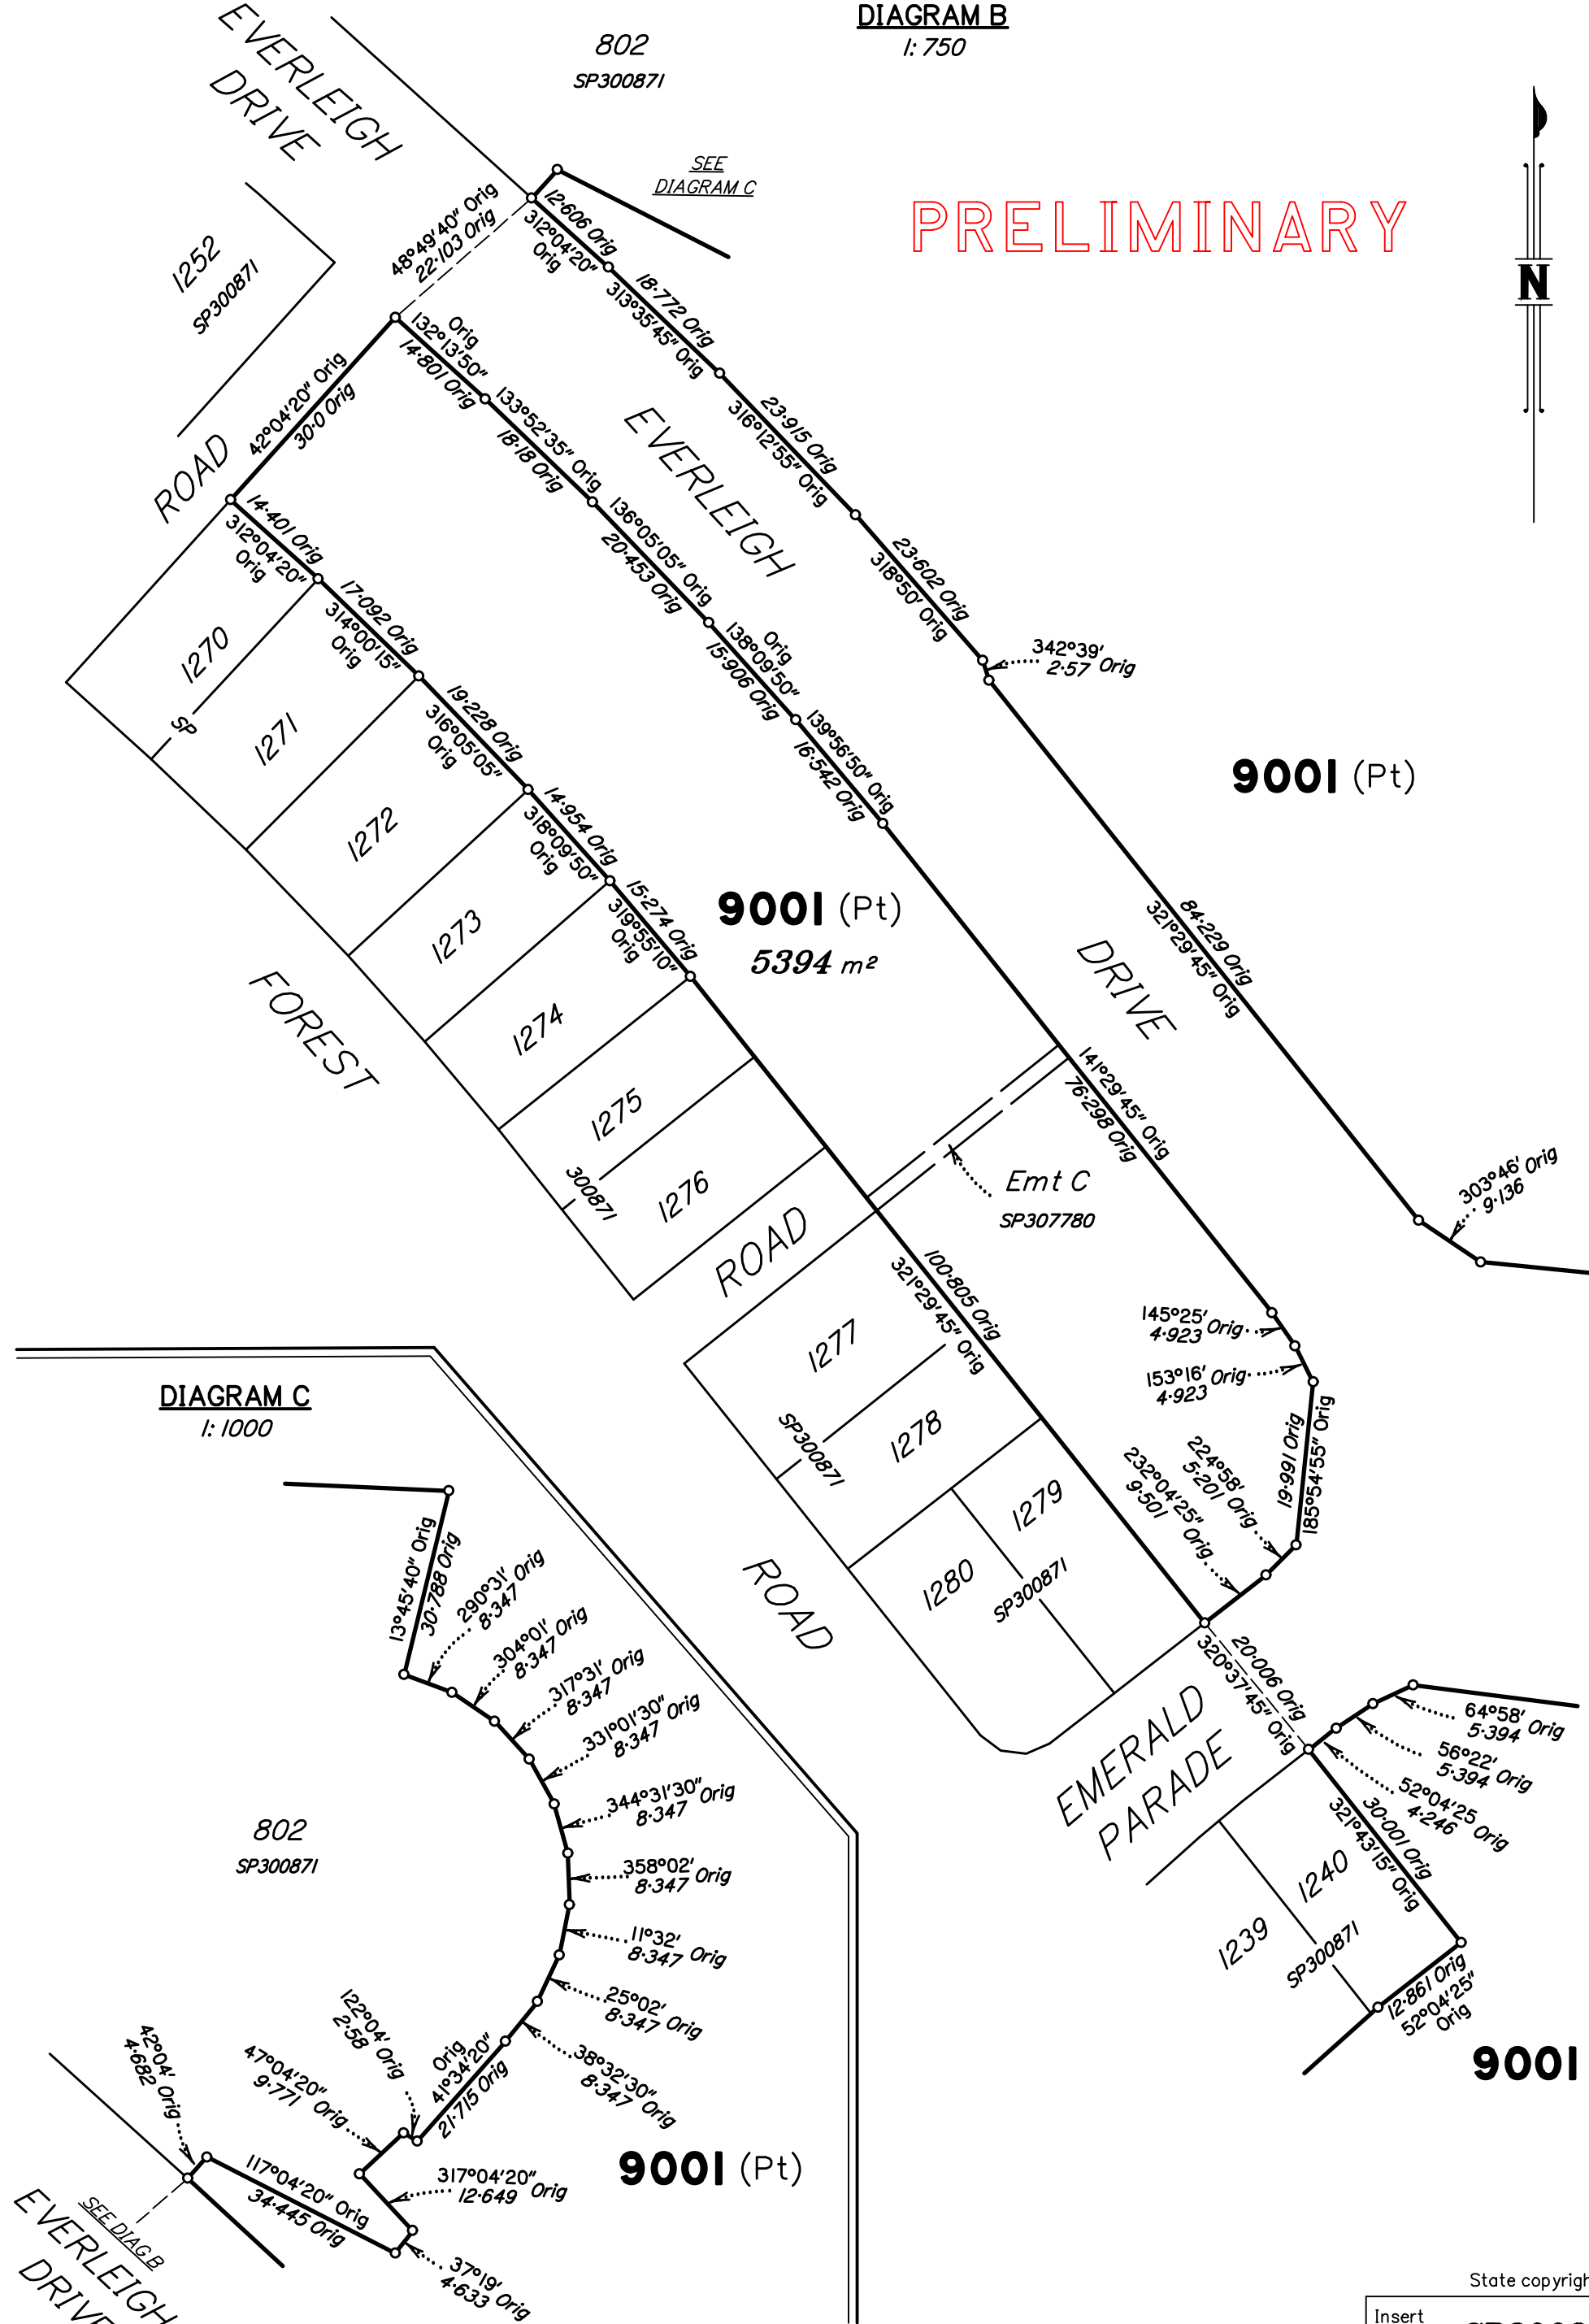 DIAGRAM B
1:750
EVERLEIGH
DRIVE
802
SP300871
SEE
DIAGRAM C
PRELIMINARY
N
1252
SP300871
48°49'40" Orig
22·103 Orig
12·606 Orig
312°04'20"
Orig
18·772 Orig
313°35'45" Orig
23·915 Orig
316°12'55" Orig
23·602 Orig
318°50' Orig
342°39'
2·57 Orig
84·229 Orig
321°29'45" Orig
303°46' Orig
9·136
9001 (Pt)
ROAD
42°04'20" Orig
30·0 Orig
Orig
132°13'50"
14·801 Orig
133°52'35" Orig
18·18 Orig
136°05'05" Orig
20·453 Orig
Orig
138°09'50"
15·906 Orig
139°56'50" Orig
16·542 Orig
EVERLEIGH
DRIVE
14·401 Orig
312°04'20"
Orig
17·092 Orig
314°00'15"
Orig
19·228 Orig
316°05'05"
Orig
14·954 Orig
318°09'50"
Orig
15·274 Orig
319°55'10"
Orig
1270
SP
1271
1272
1273
1274
1275
300871
1276
9001 (Pt)
5394 m²
FOREST
ROAD
141°29'45" Orig
76·298 Orig
Emt C
SP307780
ROAD
100·805 Orig
321°29'45" Orig
1277
SP300871
1278
1279
1280
SP300871
145°25'
4·923 Orig
153°16' Orig
4·923
19·991 Orig
185°54'55" Orig
224°58'
5·201 Orig
232°04'25"
9·501 Orig
20·006 Orig
320°37'45" Orig
EMERALD
PARADE
64°58' Orig
5·394
56°22' Orig
5·394
52°04'25 Orig
4·246
30·001 Orig
321°43'15" Orig
1240
1239
SP300871
12·861 Orig
52°04'25"
Orig
9001
DIAGRAM C
1:1000
13°45'40" Orig
30·788 Orig
290°31' Orig
8·347
304°01' Orig
8·347
317°31' Orig
8·347
331°01'30" Orig
8·347
344°31'30" Orig
8·347
358°02' Orig
8·347
11°32' Orig
8·347
25°02' Orig
8·347
38°32'30" Orig
8·347
802
SP300871
Orig
41°34'20"
21·715 Orig
122°04' Orig
2·58
47°04'20" Orig
9·771
42°04' Orig
4·682
117°04'20" Orig
34·445 Orig
317°04'20" Orig
12·649
37°19' Orig
4·633
9001 (Pt)
SEE DIAG B
EVERLEIGH
DRIVE
State copyrigh
Insert